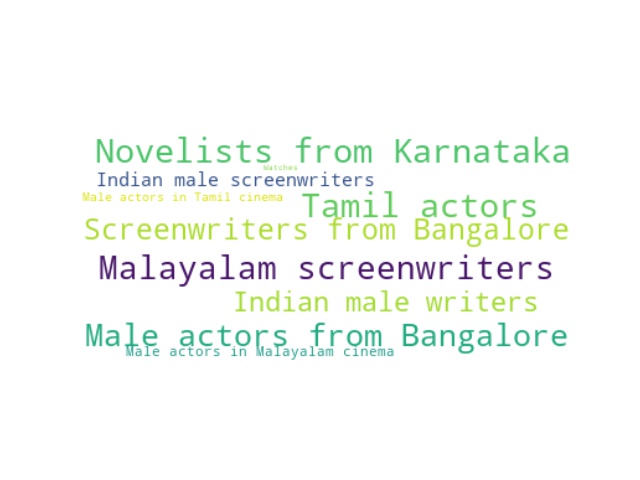 Novelists from Karnataka
Watches
Indian male screenwriters
Male actors in Tamil cinema
Tamil actors
Screenwriters from Bangalore
Malayalam screenwriters
Indian male writers
Male actors from Bangalore
Male actors in Malayalam cinema